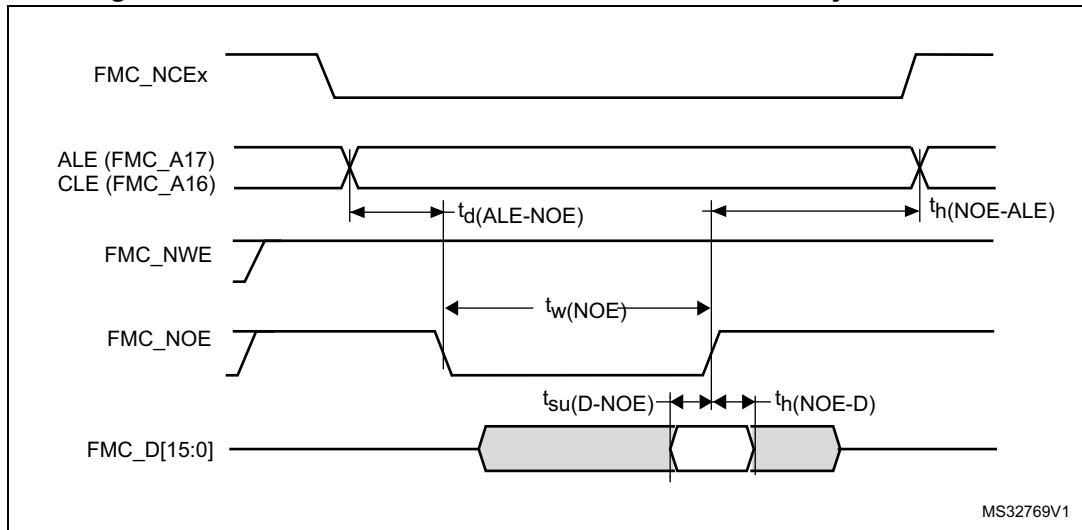 FMC_NCEx
ALE (FMC_A17)
CLE (FMC_A16)
td(ALE-NOE)
th(NOE-ALE)
FMC_NWE
tw(NOE)
FMC_NOE
tsu(D-NOE)
th(NOE-D)
FMC_D[15:0]
MS32769V1